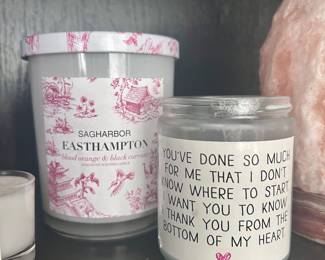 SAGHARBOR
EASTHAMPTON
blood orange & black currant
YOU'VE DONE SO MUCH
FOR ME THAT I DON'T
KNOW WHERE TO START.
I WANT YOU TO KNOW
I THANK YOU FROM THE
BOTTOM OF MY HEART.